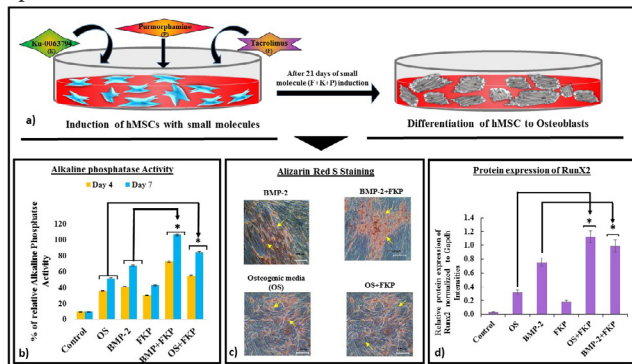 Ku-0063794
(K)
Purmorphamine
(P)
Tacrolimus
(F)
After 21 days of small
molecule (F+K+P) induction
a)
Induction of hMSCs with small molecules
Differentiation of hMSC to Osteoblasts
Alkaline phosphatase Activity
Day 4
Day 7
% of relative Alkaline Phosphatse
Activity
120
100
80
60
40
20
0
*
*
Control
OS
BMP-2
FKP
BMP+FKP
OS+FKP
b)
Alizarin Red S Staining
BMP-2
BMP-2+FKP
Osteogenic media
(OS)
OS+FKP
c)
Protein expression of RunX2
Relative protein expression of
Runx2 normalized to Gapdh
Intensities
1.4
1.2
1
0.8
0.6
0.4
0.2
0
*
*
Control
OS
BMP-2
FKP
OS+FKP
BMP-2+FKP
d)